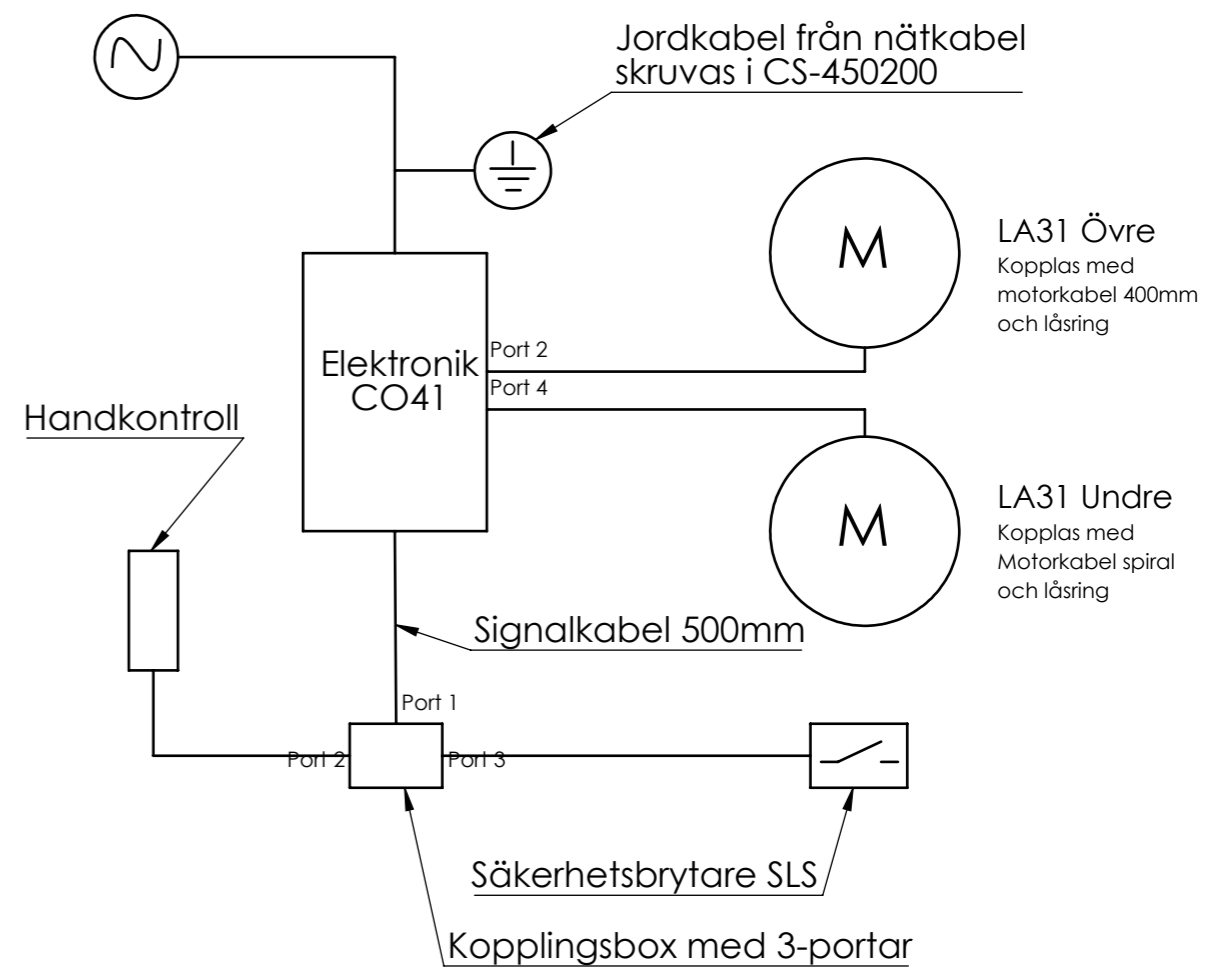 Jordkabel från nätkabel
skruvas i CS-450200
M
LA31 Övre
Kopplas med
motorkabel 400mm
och låsring
Elektronik
CO41
Port 2
Port 4
Handkontroll
M
LA31 Undre
Kopplas med
Motorkabel spiral
och låsring
Signalkabel 500mm
Port 1
Port 2
Port 3
Säkerhetsbrytare SLS
Kopplingsbox med 3-portar